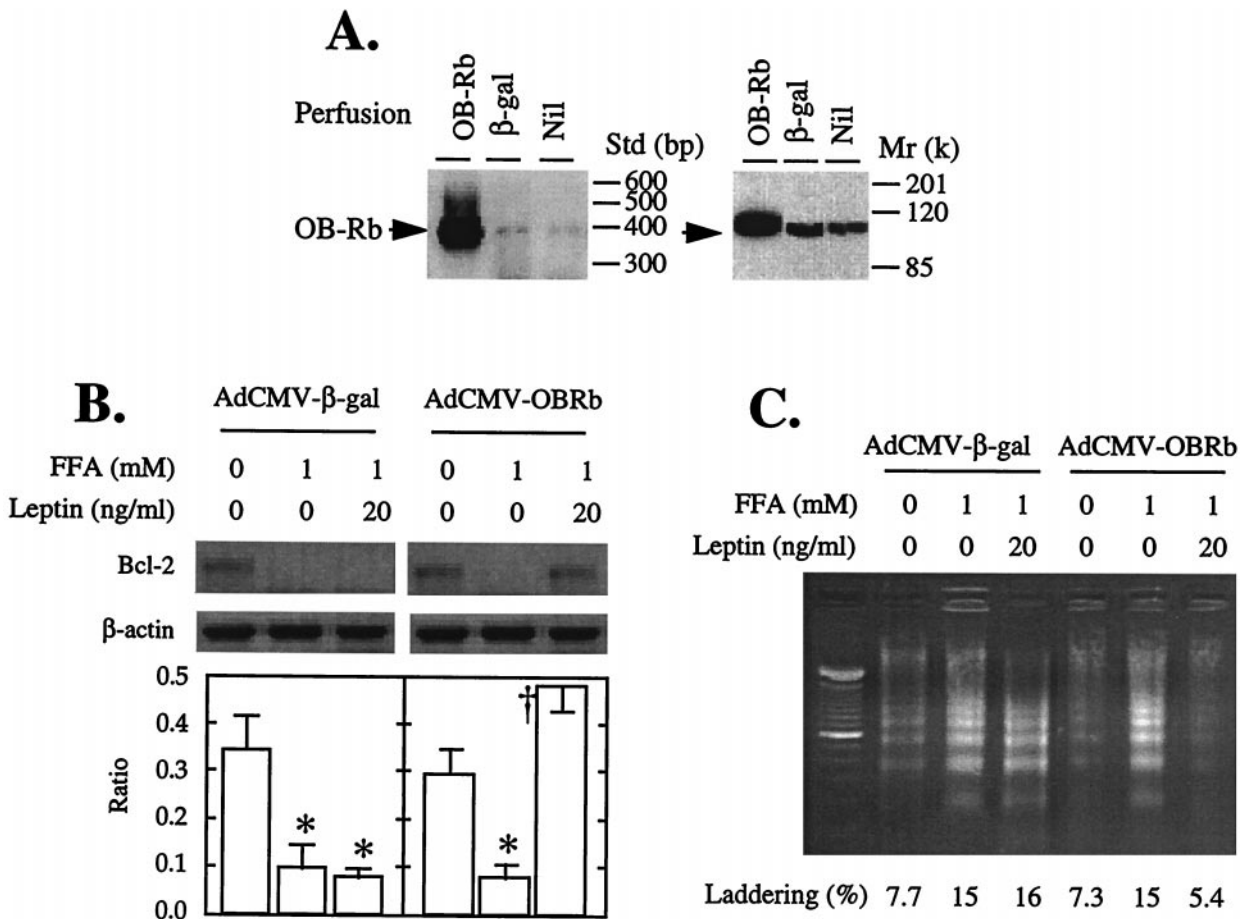 A.
Perfusion
OB-Rb β-gal Nil
Std (bp)
600
500
400
300
OB-Rb
OB-Rb β-gal Nil
Mr (k)
201
120
85
B.
AdCMV-β-gal AdCMV-OBRb
FFA (mM) 0 1 1 0 1 1
Leptin (ng/ml) 0 0 20 0 0 20
Bcl-2
β-actin
Ratio
0.5
0.4
0.3
0.2
0.1
0.0
* * * †
C.
AdCMV-β-gal AdCMV-OBRb
FFA (mM) 0 1 1 0 1 1
Leptin (ng/ml) 0 0 20 0 0 20
Laddering (%) 7.7 15 16 7.3 15 5.4